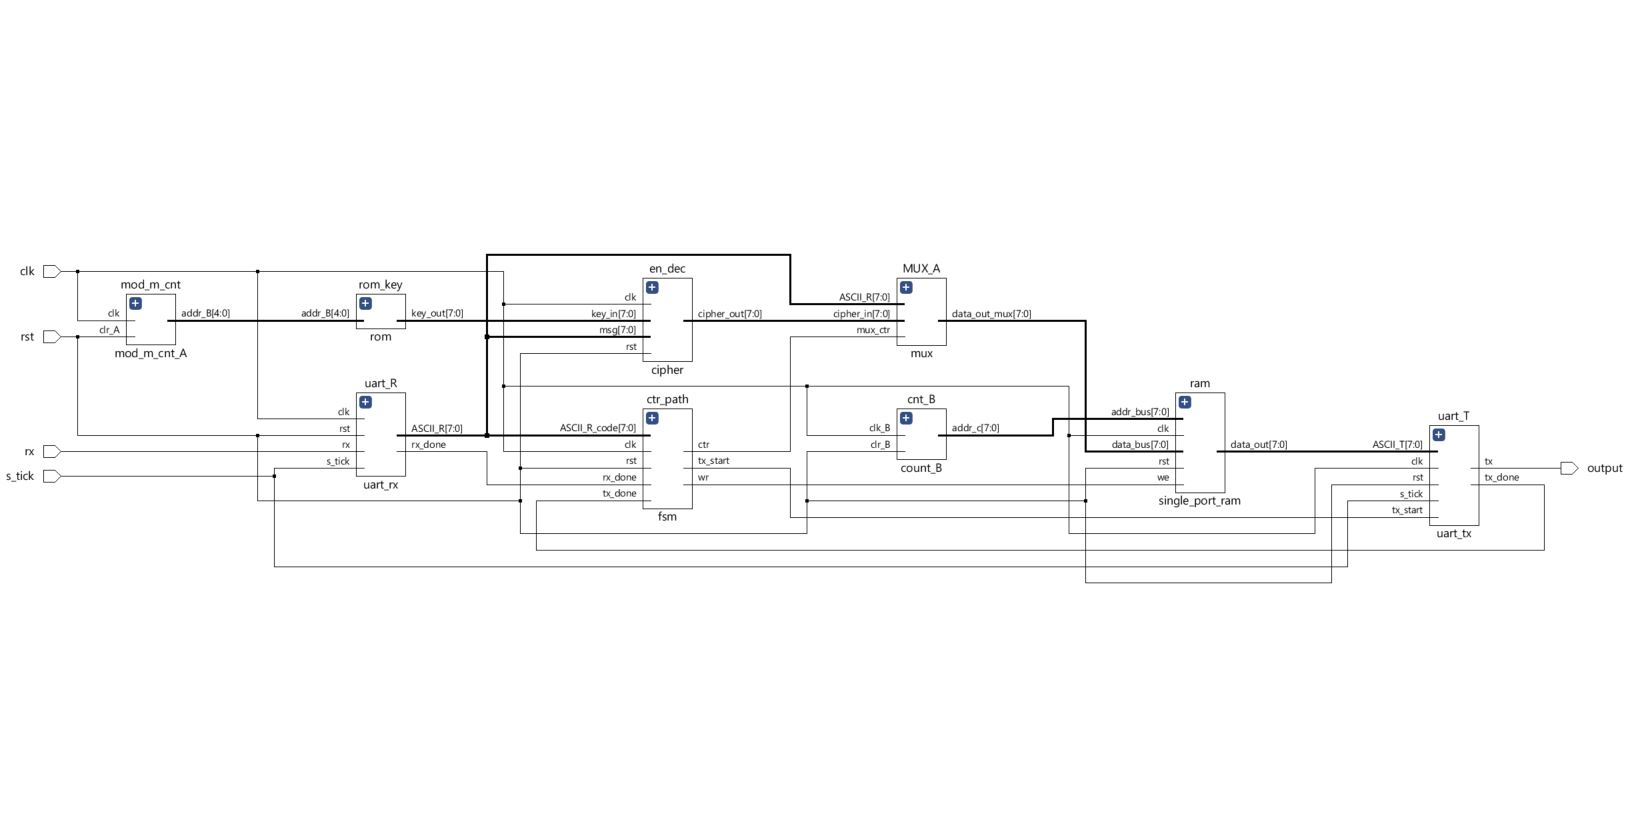 clk
rst
rx
s_tick
mod_m_cnt
clk
clr_A
addr_B[4:0]
mod_m_cnt_A
rom_key
addr_B[4:0]
key_out[7:0]
rom
uart_R
clk
rst
rx
s_tick
ASCII_R[7:0]
rx_done
uart_rx
en_dec
clk
key_in[7:0]
msg[7:0]
rst
cipher_out[7:0]
cipher
ctr_path
ASCII_R_code[7:0]
clk
rst
rx_done
tx_done
ctr
tx_start
wr
fsm
MUX_A
ASCII_R[7:0]
cipher_in[7:0]
mux_ctr
data_out_mux[7:0]
mux
cnt_B
clk_B
clr_B
addr_c[7:0]
count_B
ram
addr_bus[7:0]
clk
data_bus[7:0]
rst
we
data_out[7:0]
single_port_ram
uart_T
ASCII_T[7:0]
clk
rst
s_tick
tx_start
tx
tx_done
uart_tx
output